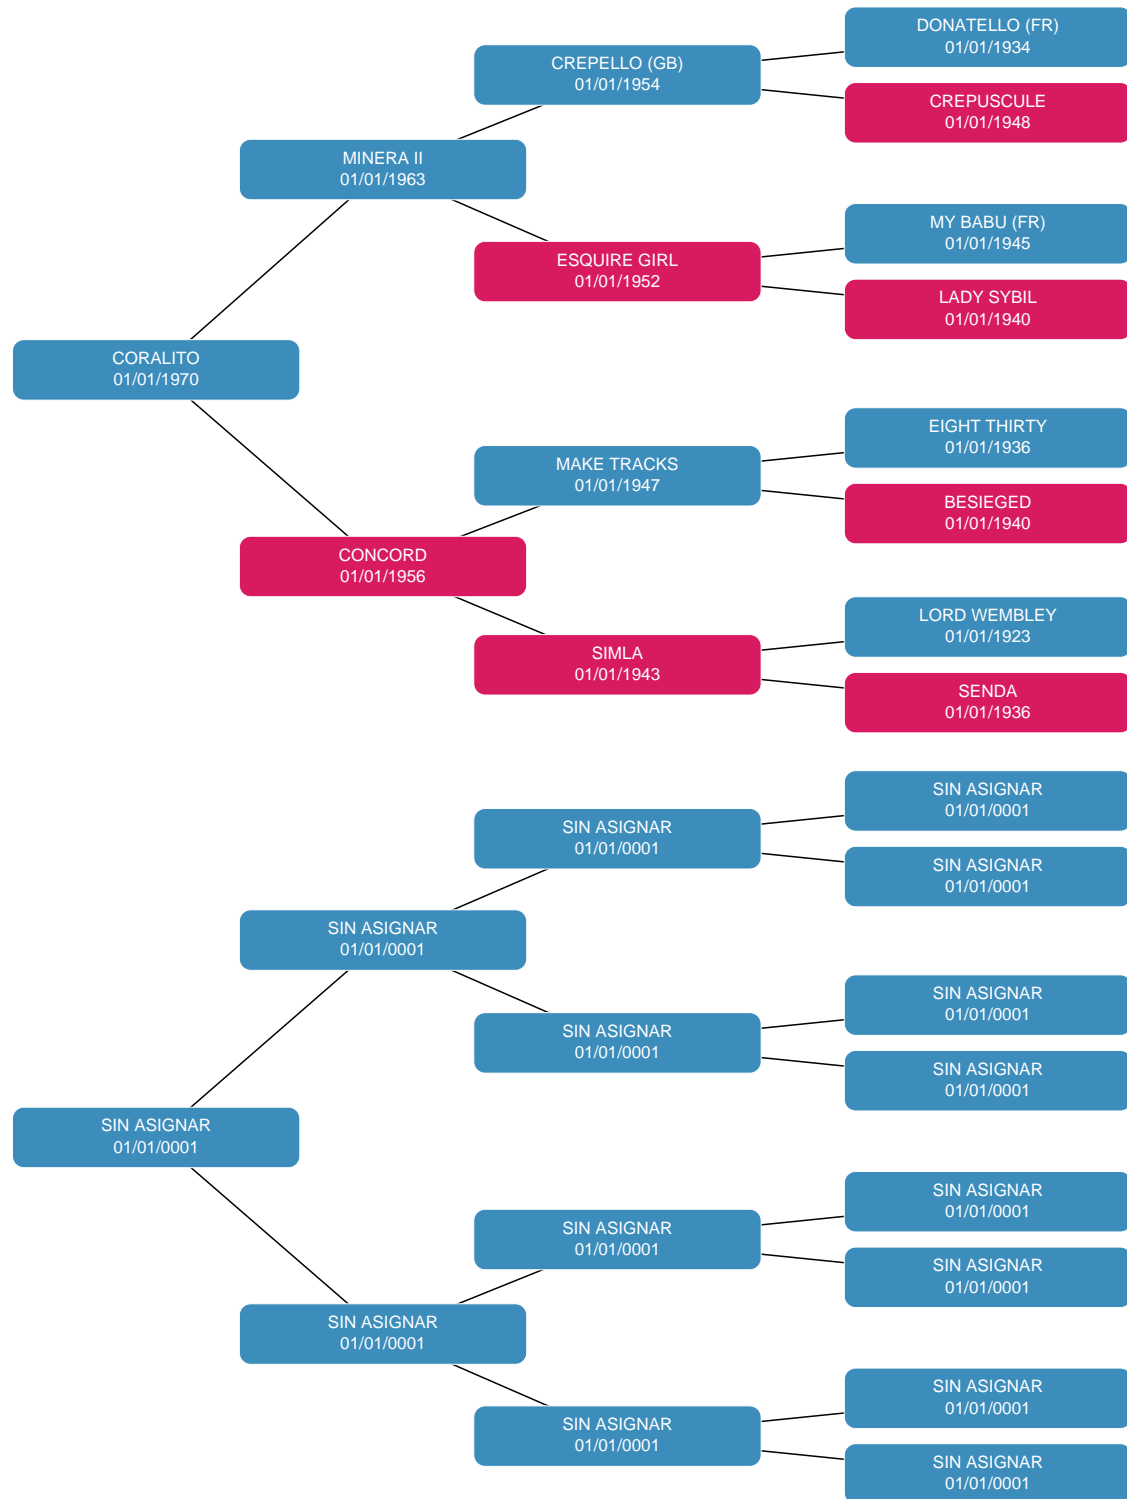 DONATELLO (FR)
01/01/1934
CREPELLO (GB)
01/01/1954
CREPUSCULE
01/01/1948
MINERA II
01/01/1963
MY BABU (FR)
01/01/1945
ESQUIRE GIRL
01/01/1952
LADY SYBIL
01/01/1940
CORALITO
01/01/1970
EIGHT THIRTY
01/01/1936
MAKE TRACKS
01/01/1947
BESIEGED
01/01/1940
CONCORD
01/01/1956
LORD WEMBLEY
01/01/1923
SIMLA
01/01/1943
SENDA
01/01/1936
SIN ASIGNAR
01/01/0001
SIN ASIGNAR
01/01/0001
SIN ASIGNAR
01/01/0001
SIN ASIGNAR
01/01/0001
SIN ASIGNAR
01/01/0001
SIN ASIGNAR
01/01/0001
SIN ASIGNAR
01/01/0001
SIN ASIGNAR
01/01/0001
SIN ASIGNAR
01/01/0001
SIN ASIGNAR
01/01/0001
SIN ASIGNAR
01/01/0001
SIN ASIGNAR
01/01/0001
SIN ASIGNAR
01/01/0001
SIN ASIGNAR
01/01/0001
SIN ASIGNAR
01/01/0001